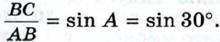 BC/AB = sin A = sin 30°.